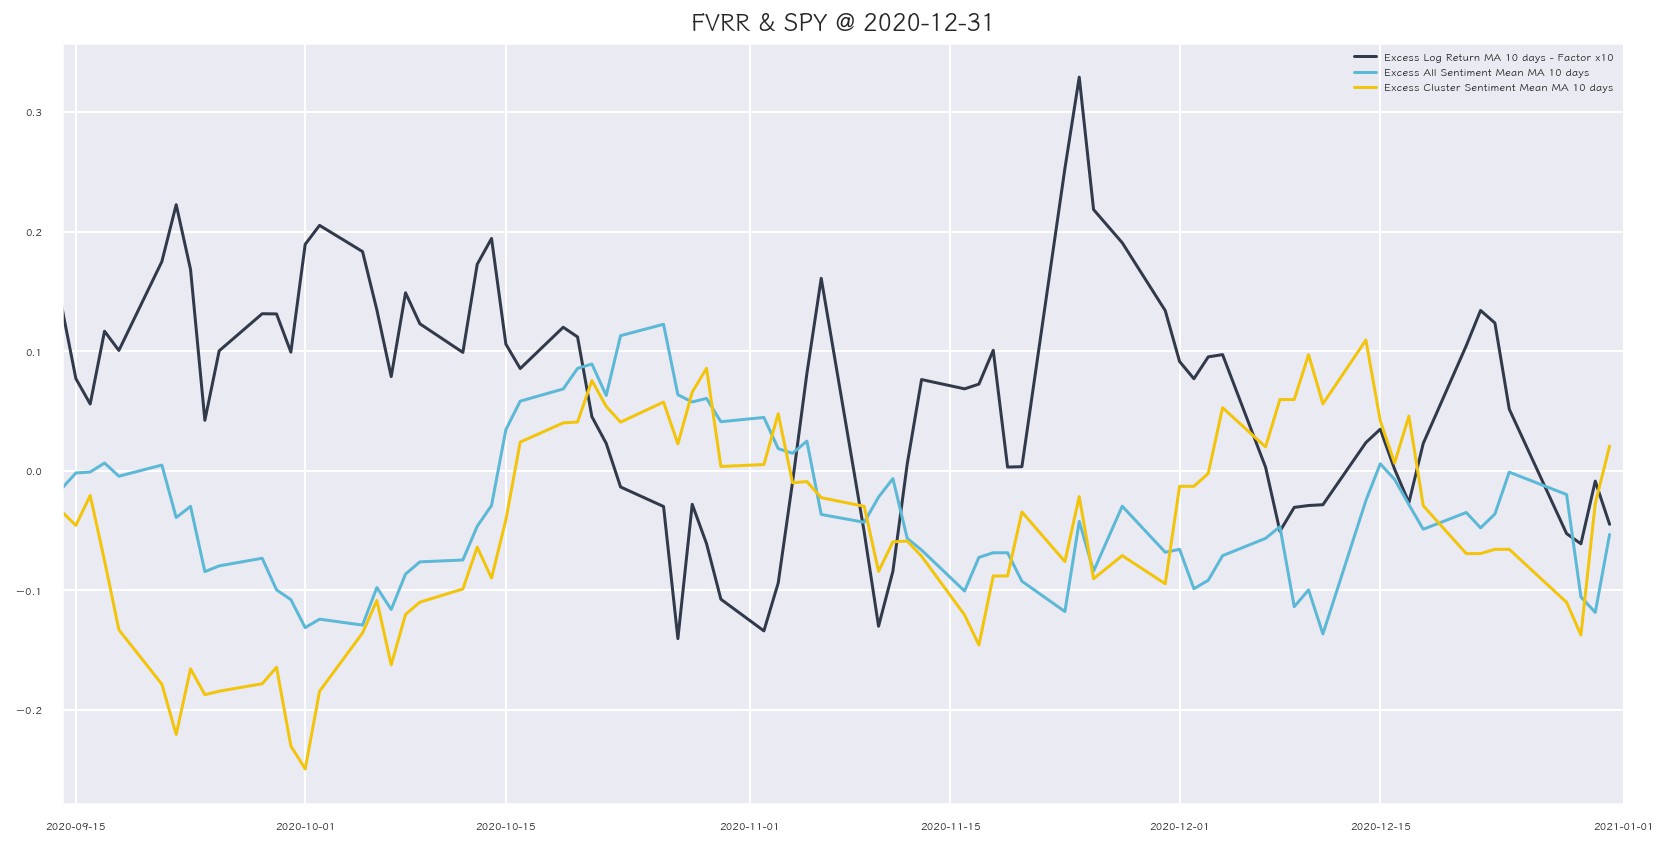 FVRR & SPY @ 2020-12-31
Excess Log Return MA 10 days - Factor x10
Excess All Sentiment Mean MA 10 days
Excess Cluster Sentiment Mean MA 10 days
0.3
0.2
0.1
0.0
−0.1
−0.2
2020-09-15 2020-10-01 2020-10-15 2020-11-01 2020-11-15 2020-12-01 2020-12-15 2021-01-01